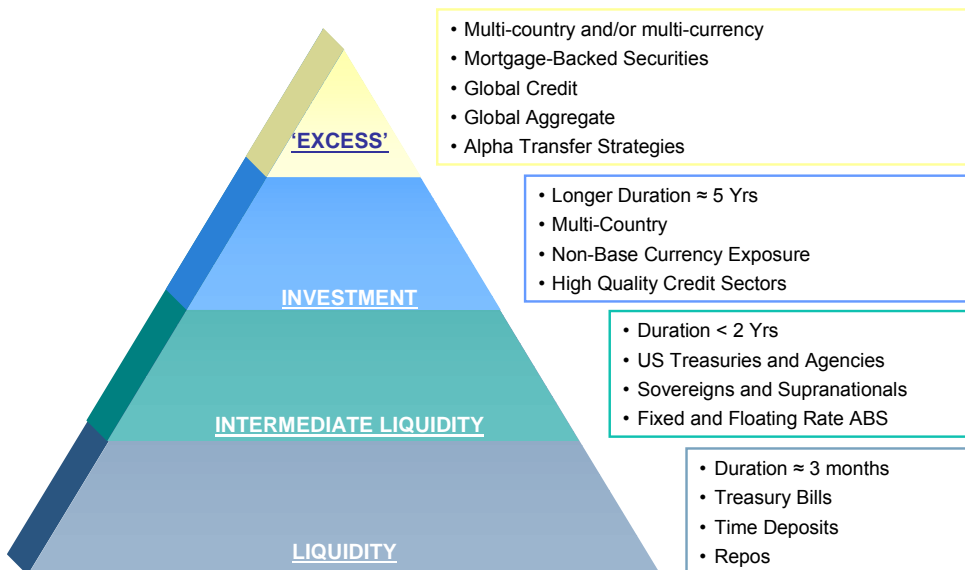 • Multi-country and/or multi-currency
• Mortgage-Backed Securities
• Global Credit
• Global Aggregate
• Alpha Transfer Strategies
‘EXCESS’
• Longer Duration ≈ 5 Yrs
• Multi-Country
• Non-Base Currency Exposure
• High Quality Credit Sectors
INVESTMENT
• Duration < 2 Yrs
• US Treasuries and Agencies
• Sovereigns and Supranationals
• Fixed and Floating Rate ABS
INTERMEDIATE LIQUIDITY
• Duration ≈ 3 months
• Treasury Bills
• Time Deposits
• Repos
LIQUIDITY